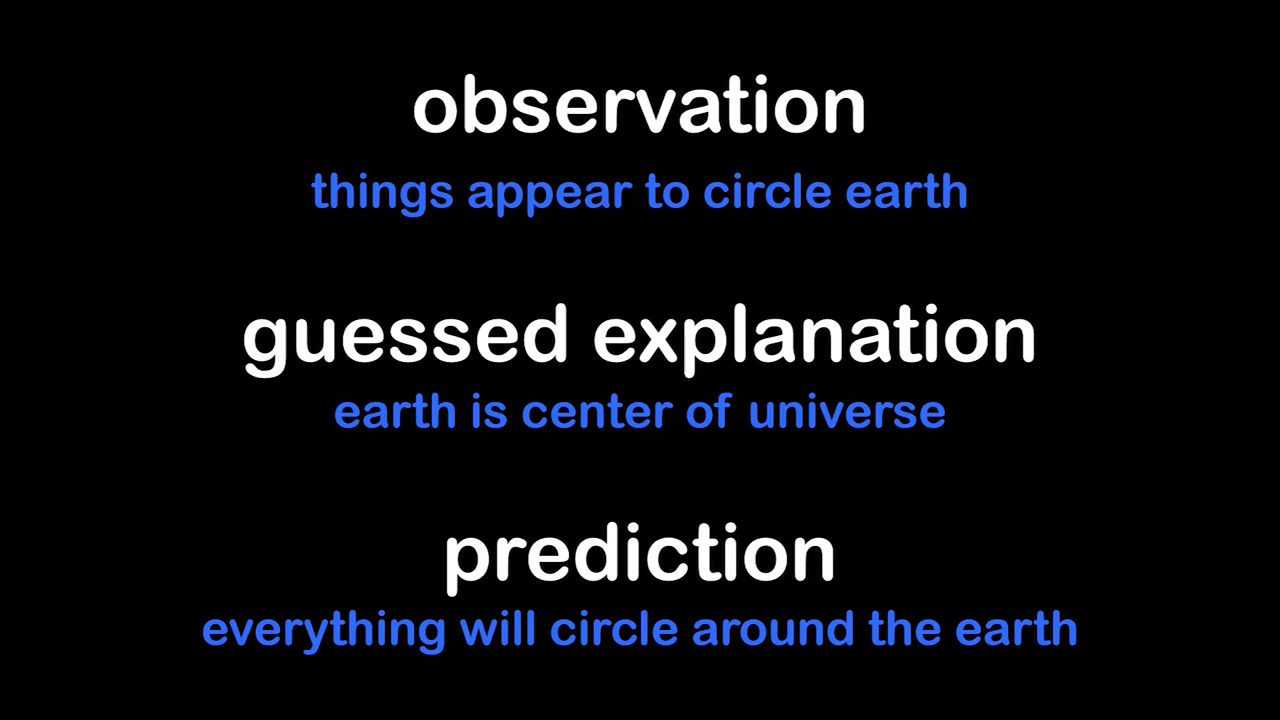 observation
things appear to circle earth
guessed explanation
earth is center of universe
prediction
everything will circle around the earth